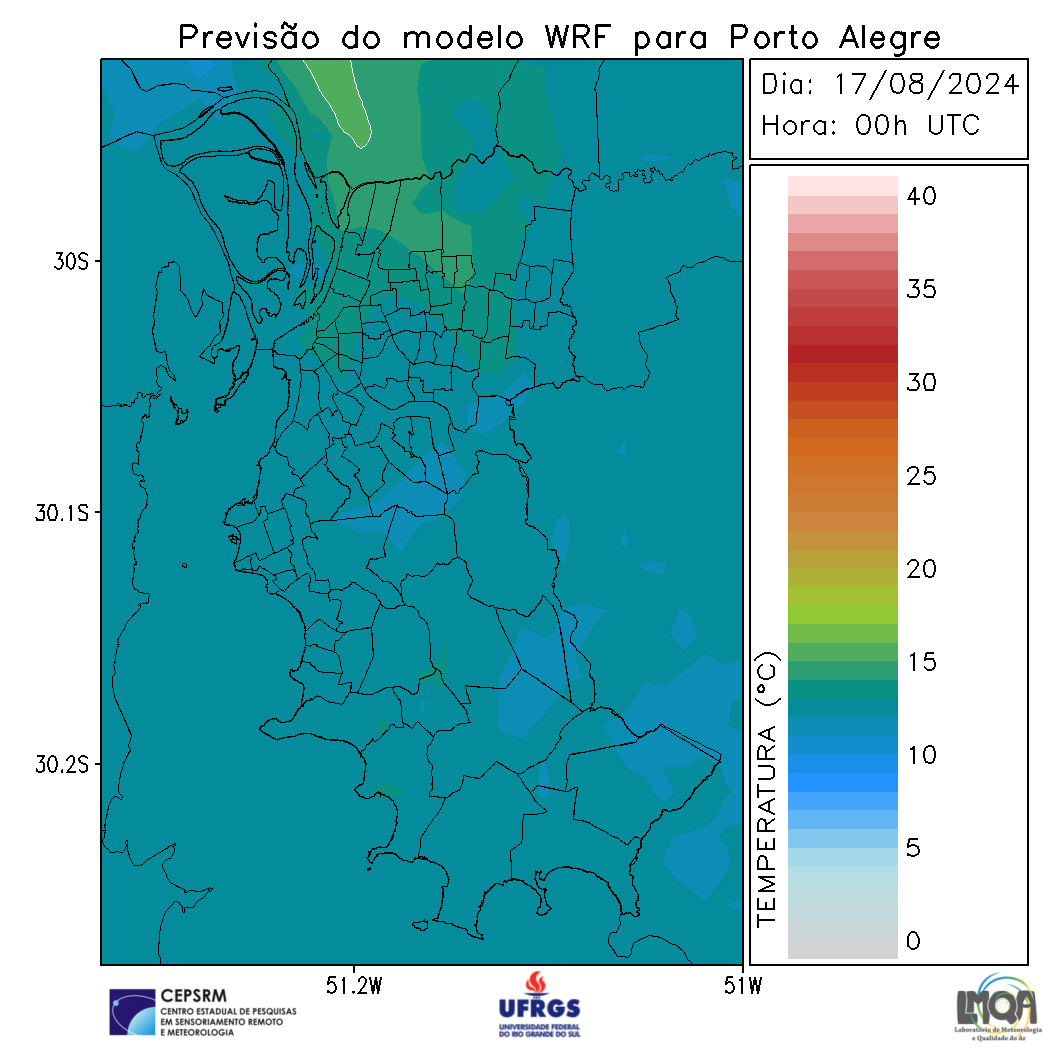 Previsão do modelo WRF para Porto Alegre
Dia: 17/08/2024
Hora: 00h UTC
30S
30.1S
30.2S
51.2W
51W
TEMPERATURA (°C)
40
35
30
25
20
15
10
5
0
CEPSRM
CENTRO ESTADUAL DE PESQUISAS
EM SENSORIAMENTO REMOTO
E METEOROLOGIA
UFRGS
UNIVERSIDADE FEDERAL
DO RIO GRANDE DO SUL
LMQA
Laboratório de Meteorologia
e Qualidade do Ar